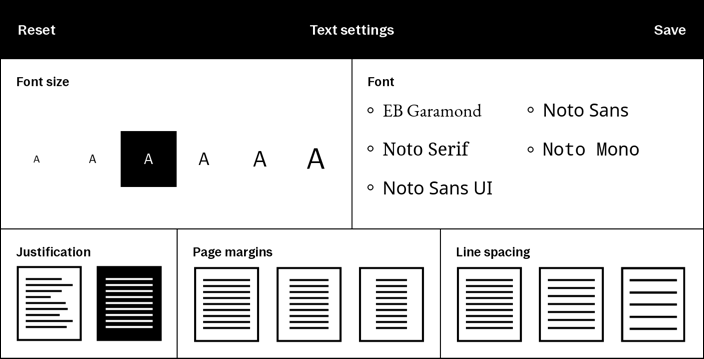 Reset Text settings Save
Font size
A A A A A A
Font
EB Garamond
Noto Serif
Noto Sans UI
Noto Sans
Noto Mono
Justification
Page margins
Line spacing